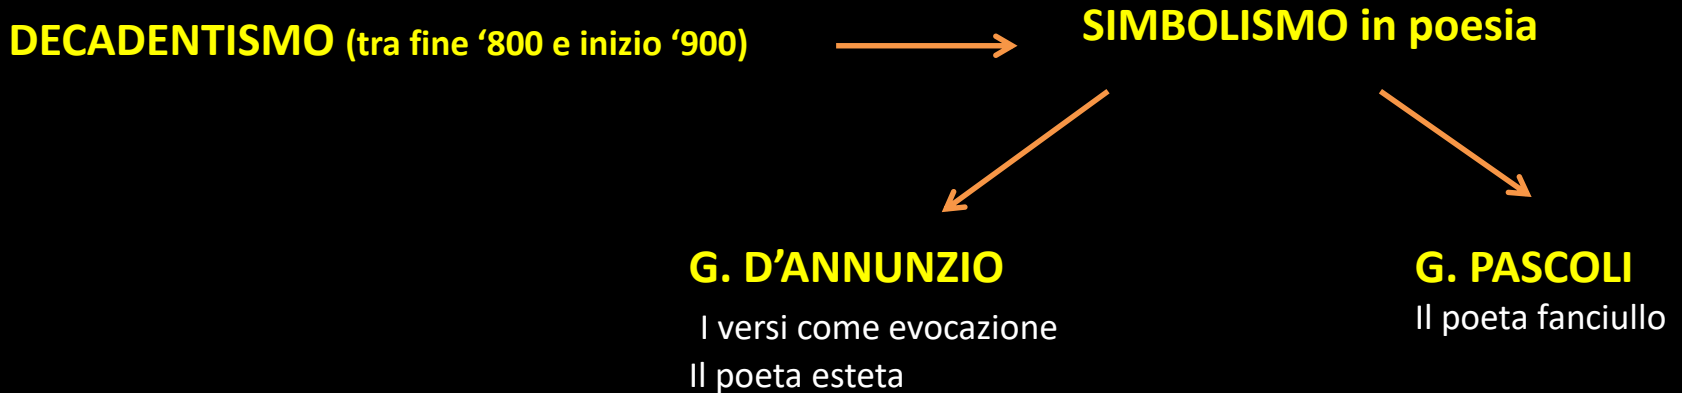 DECADENTISMO (tra fine ‘800 e inizio ‘900)
SIMBOLISMO in poesia
G. D’ANNUNZIO
I versi come evocazione
Il poeta esteta
G. PASCOLI
Il poeta fanciullo